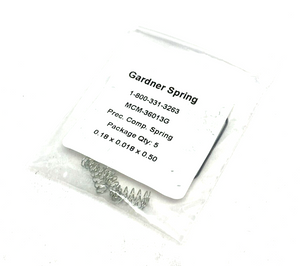 Gardner Spring
1-800-331-3263
MCM-36013G
Prec. Comp. Spring
Package Qty: 5
0.18 x 0.018 x 0.50